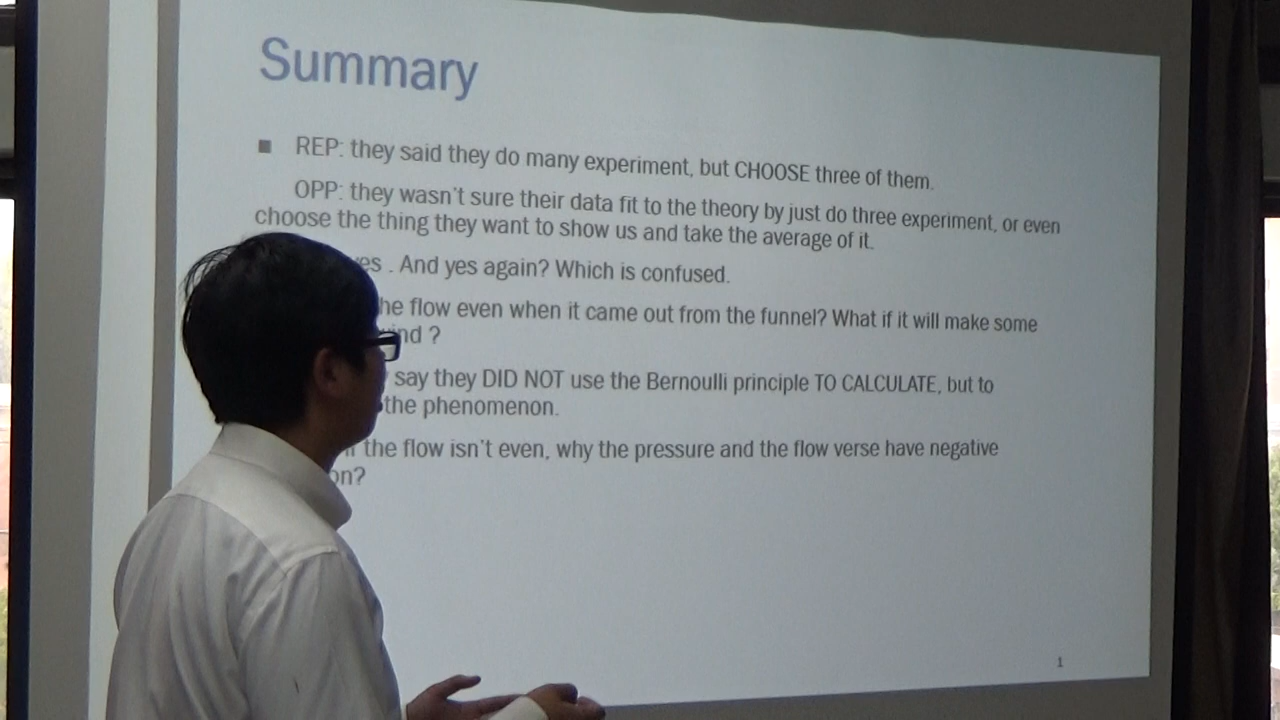 Summary
REP: they said they do many experiment, but CHOOSE three of them.
OPP: they wasn't sure their data fit to the theory by just do three experiment, or even
choose the thing they want to show us and take the average of it.
. And yes again? Which is confused.
flow even when it came out from the funnel? What if it will make some
?
say they DID NOT use the Bernoulli principle TO CALCULATE, but to
the phenomenon.
the flow isn't even, why the pressure and the flow verse have negative
1